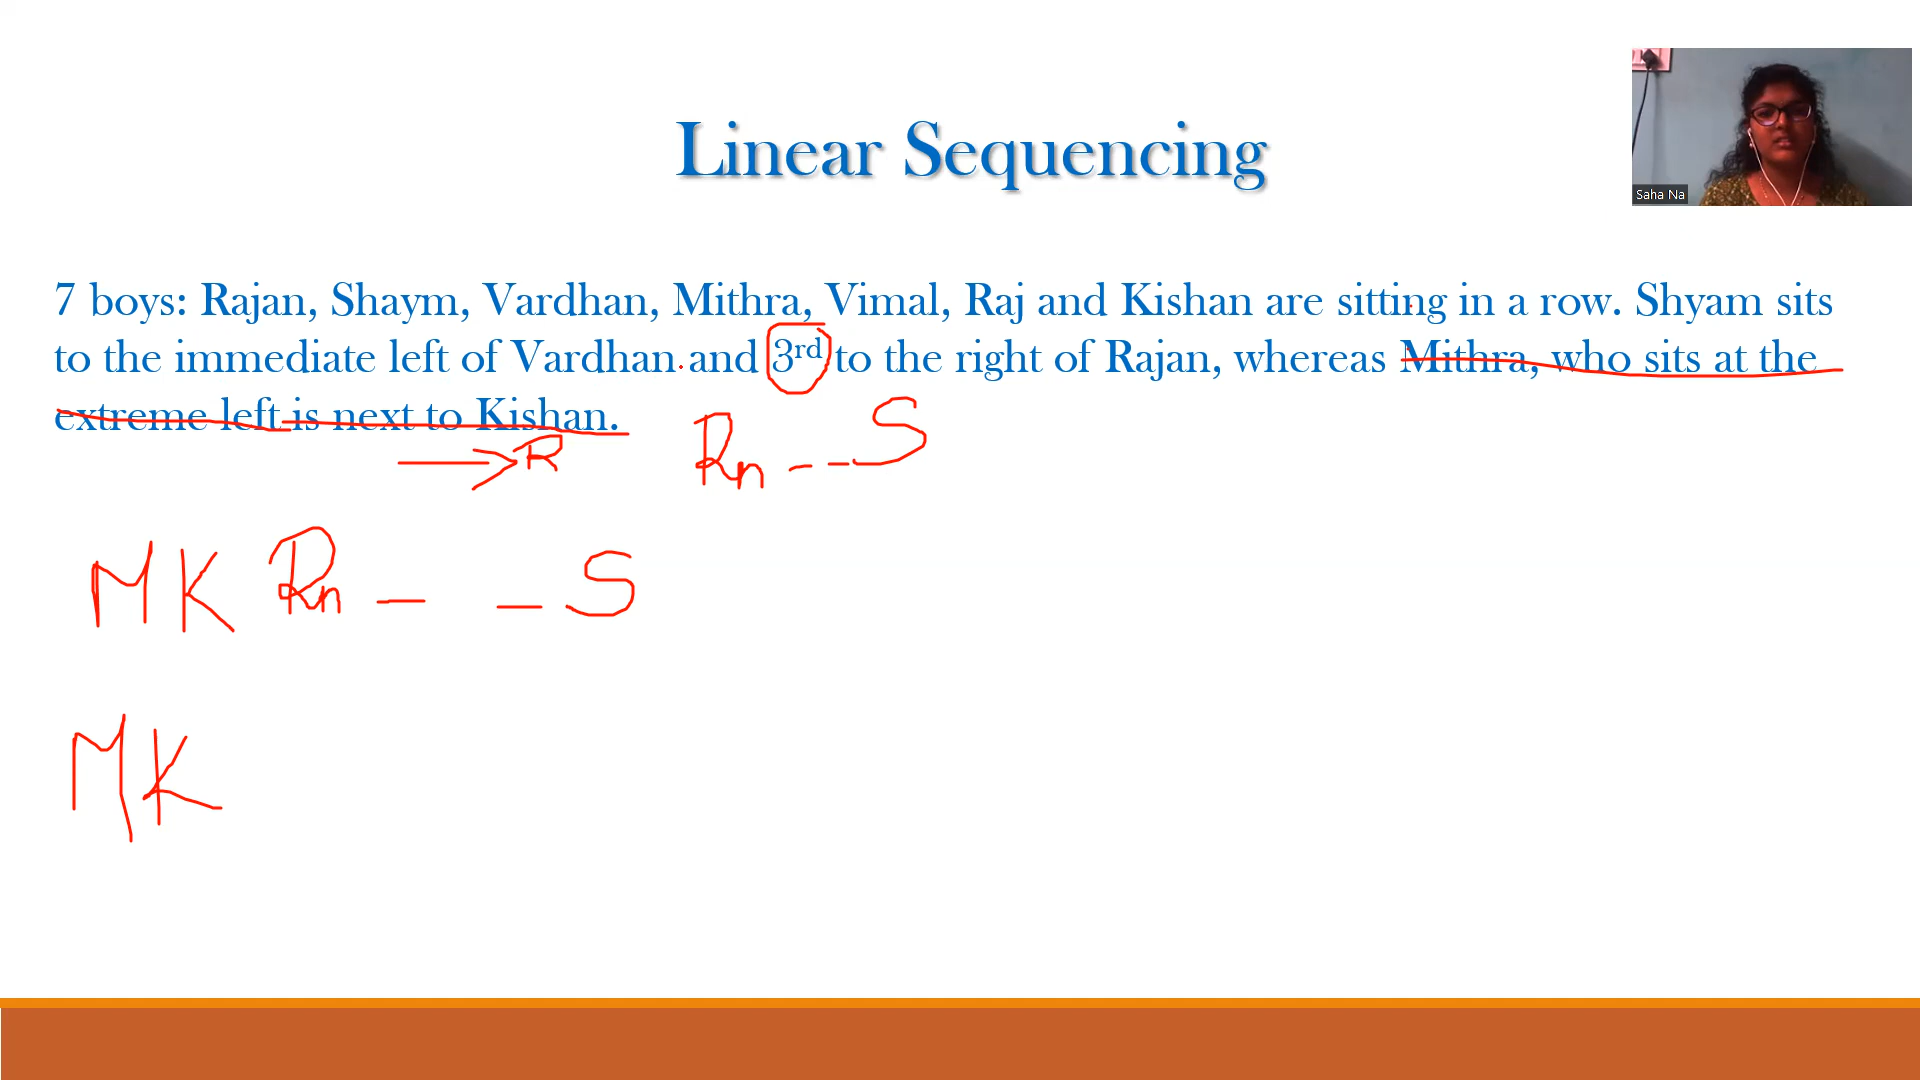 Linear Sequencing
Saha Na
7 boys: Rajan, Shaym, Vardhan, Mithra, Vimal, Raj and Kishan are sitting in a row. Shyam sits
to the immediate left of Vardhan and 3rd to the right of Rajan, whereas Mithra, who sits at the
extreme left is next to Kishan.
→ R Rn _ _ S
M K Rn _ _ S
M K